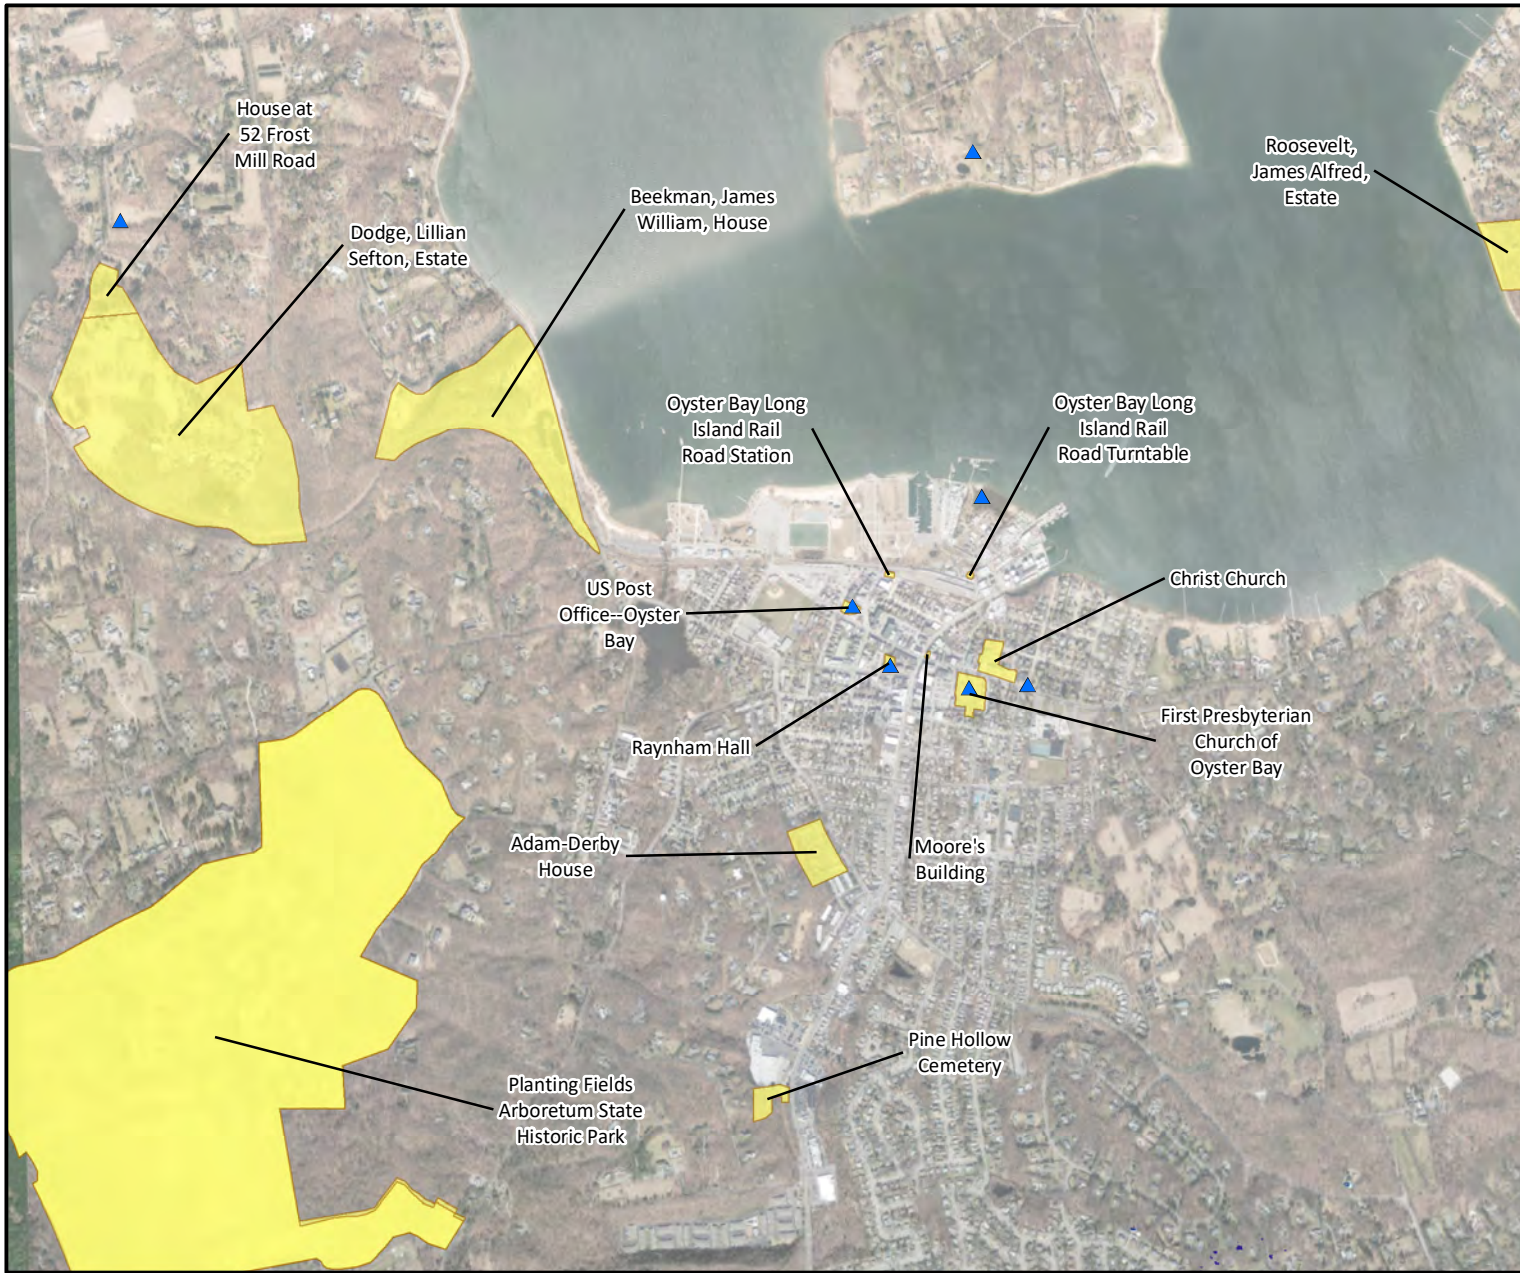 House at
52 Frost
Mill Road
Roosevelt,
James Alfred,
Estate
Beekman, James
William, House
Dodge, Lillian
Sefton, Estate
Oyster Bay Long
Island Rail
Road Station
Oyster Bay Long
Island Rail
Road Turntable
US Post
Office--Oyster
Bay
Christ Church
First Presbyterian
Church of
Oyster Bay
Raynham Hall
Adam-Derby
House
Moore's
Building
Pine Hollow
Cemetery
Planting Fields
Arboretum State
Historic Park